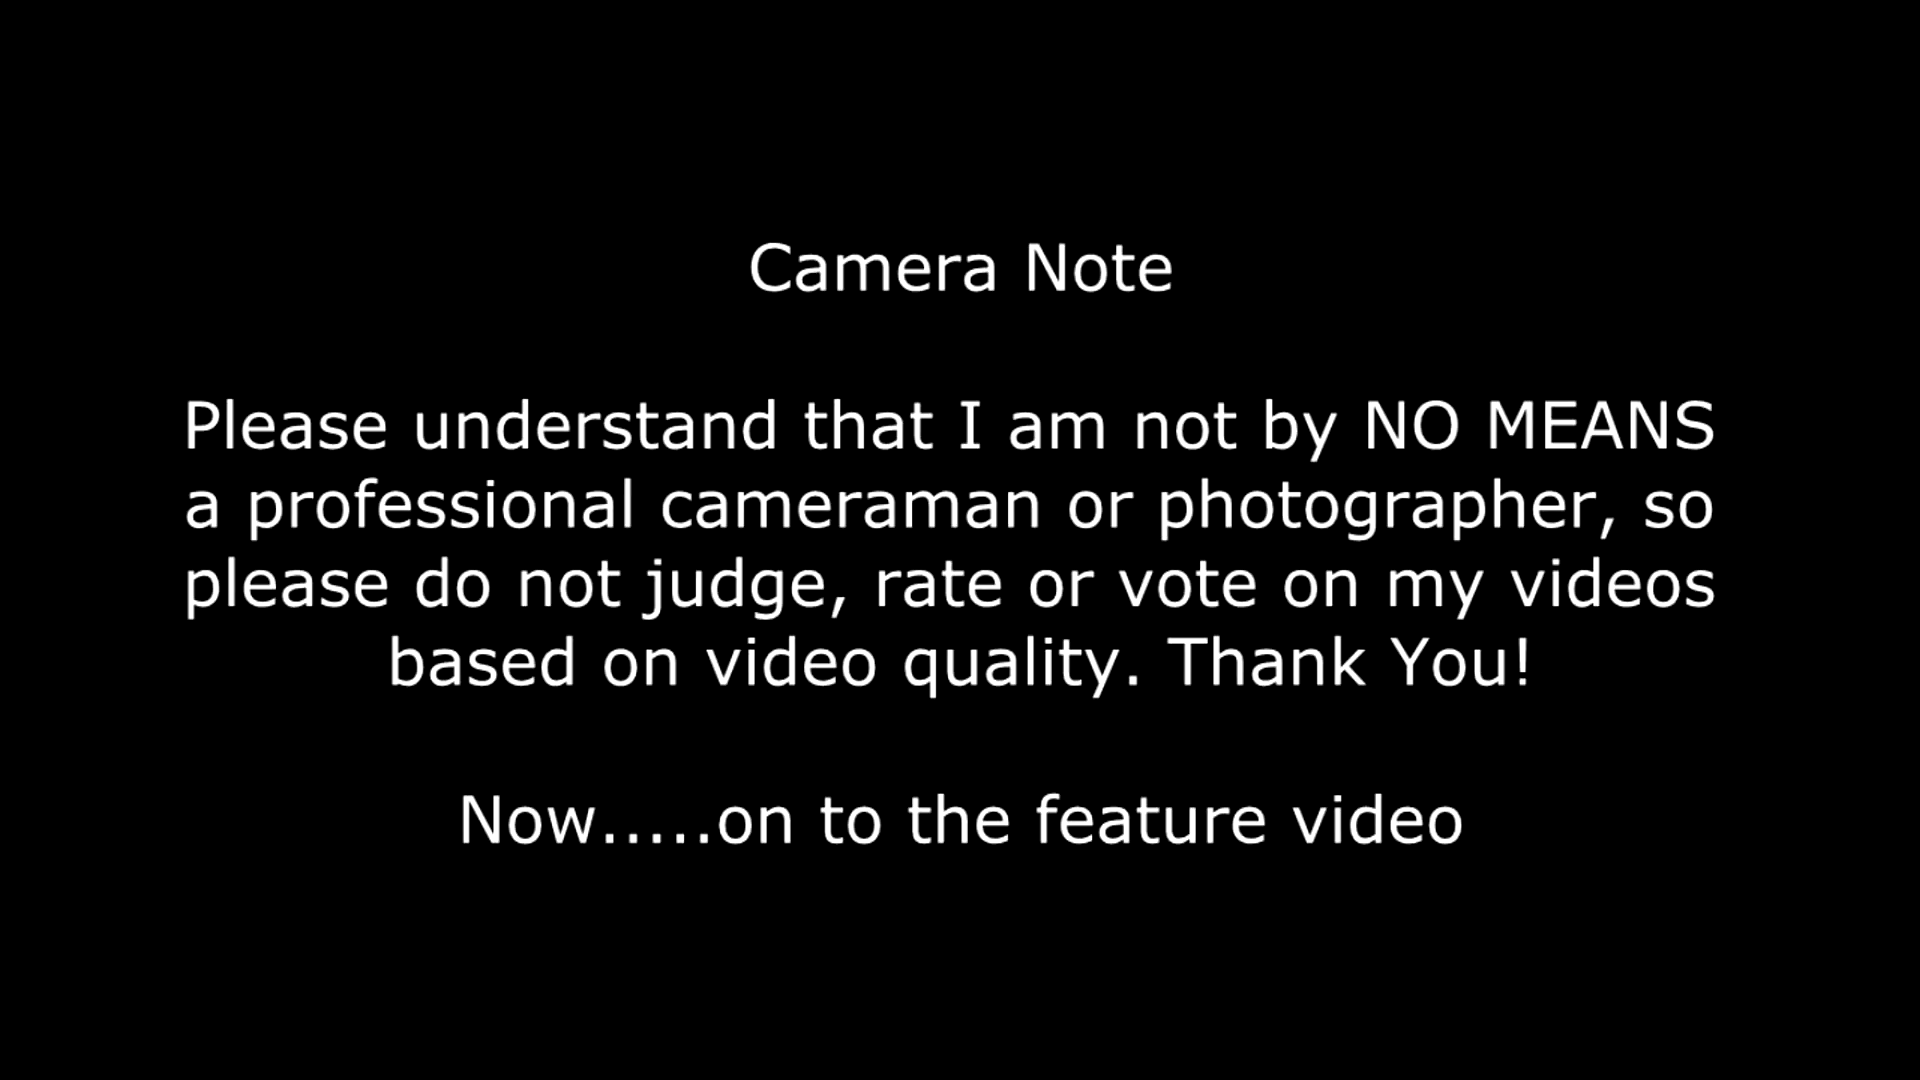 Camera Note
Please understand that I am not by NO MEANS
a professional cameraman or photographer, so
please do not judge, rate or vote on my videos
based on video quality. Thank You!
Now.....on to the feature video